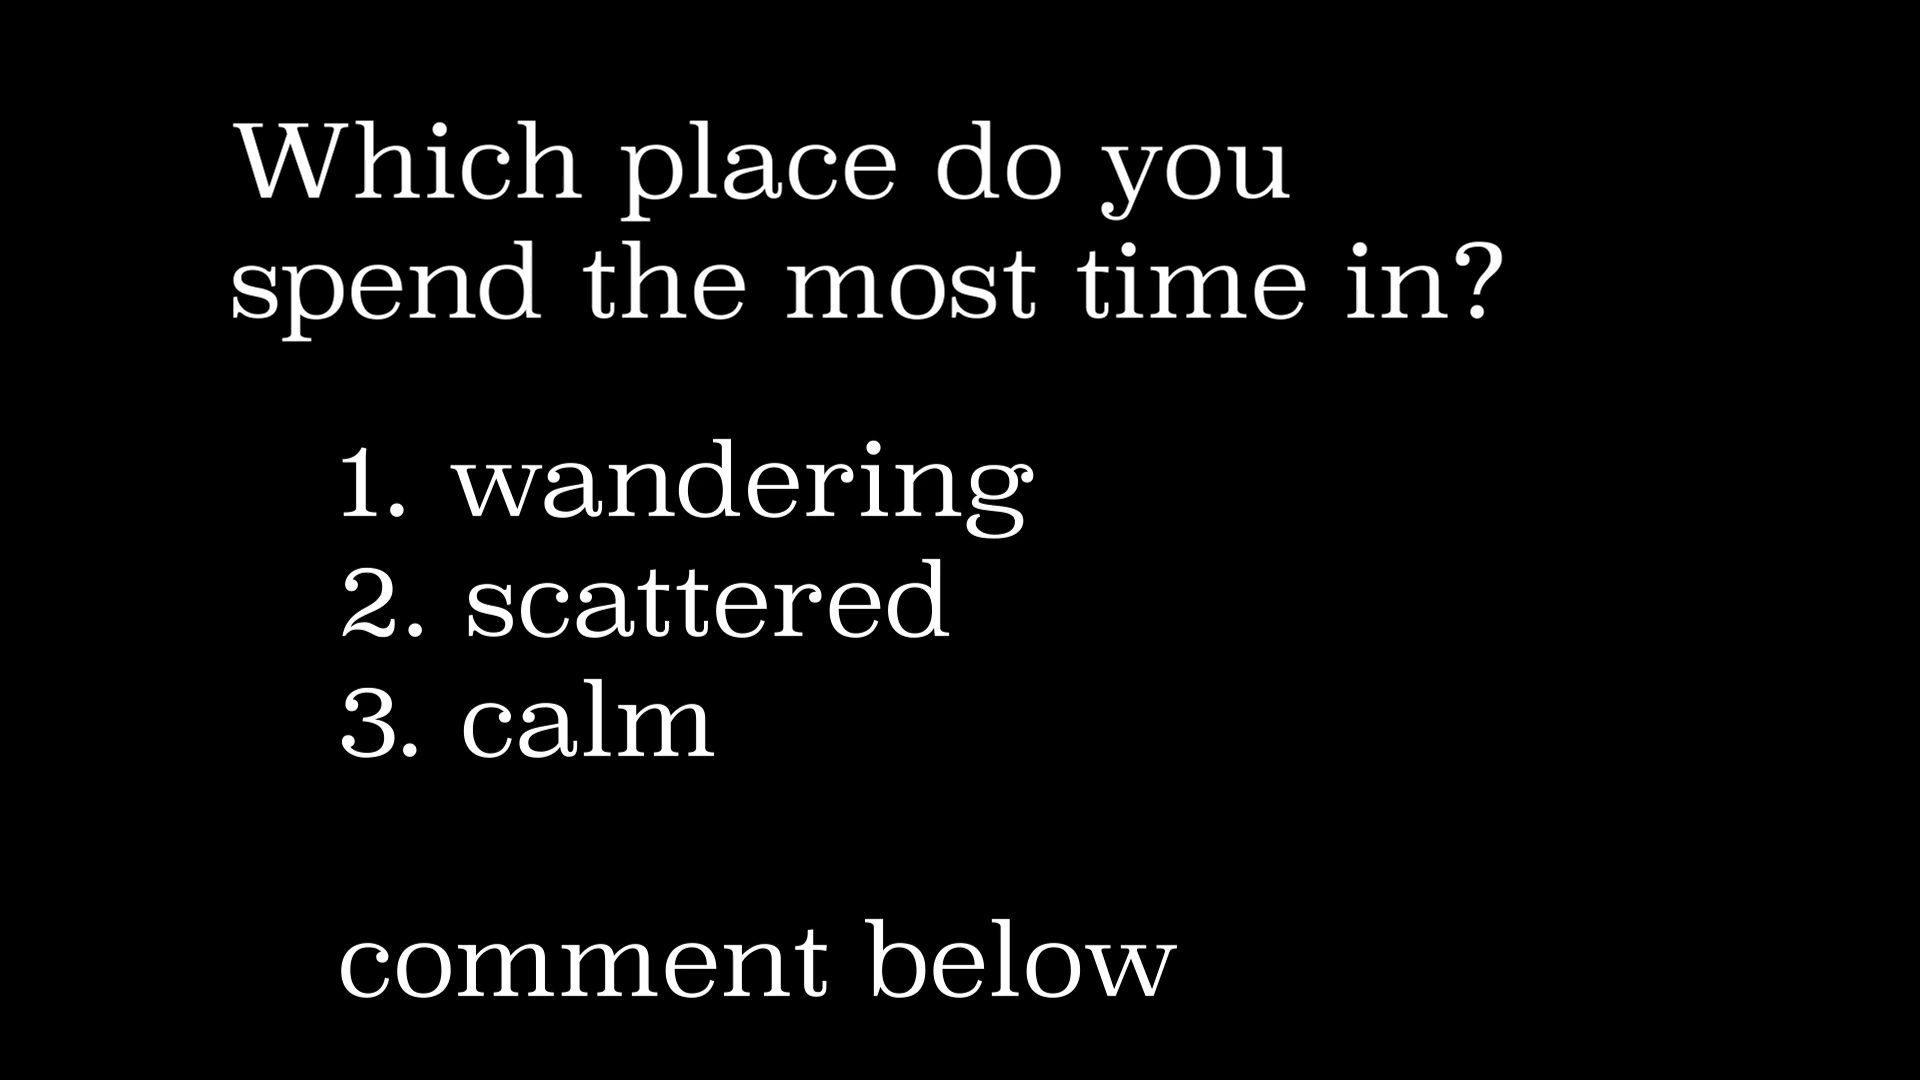 Which place do you
spend the most time in?
1. wandering
2. scattered
3. calm
comment below